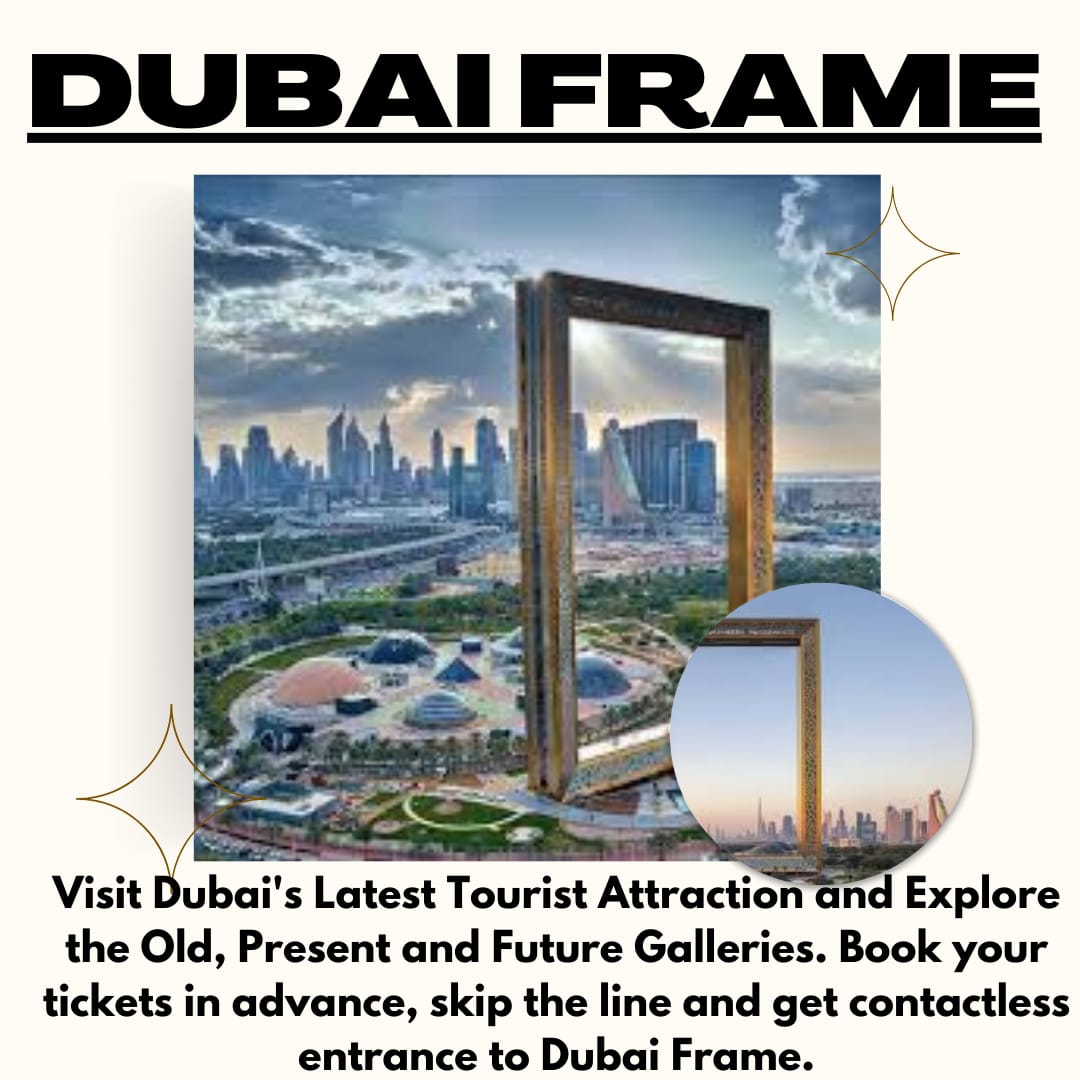 DUBAI FRAME
Visit Dubai's Latest Tourist Attraction and Explore
the Old, Present and Future Galleries. Book your
tickets in advance, skip the line and get contactless
entrance to Dubai Frame.